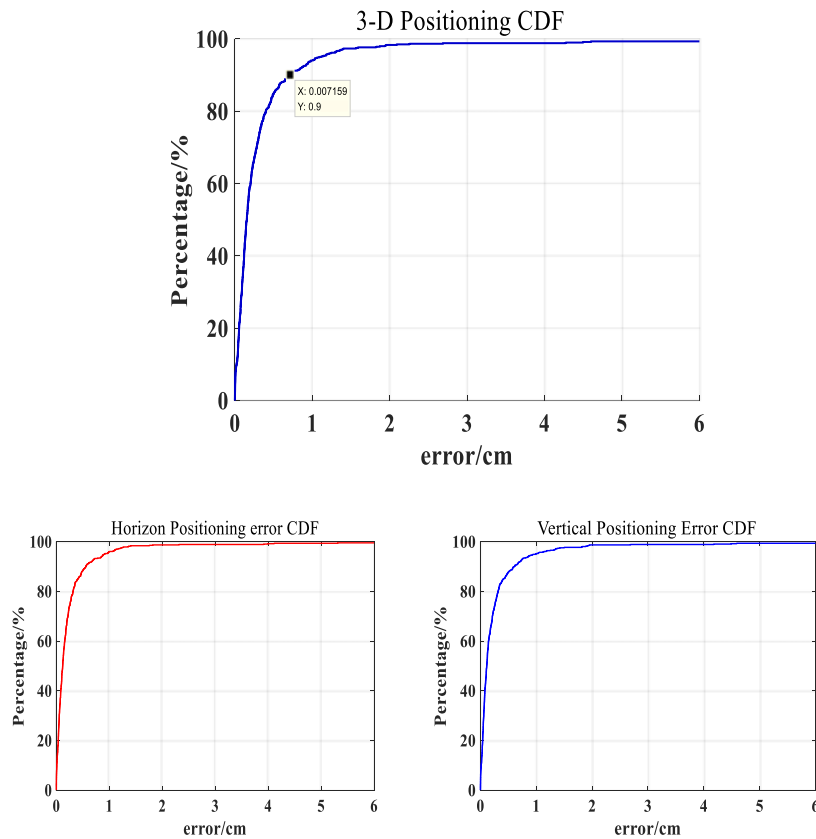 3-D Positioning CDF
100
80
60
40
20
0
Percentage/%
X: 0.007159
Y: 0.9
0 1 2 3 4 5 6
error/cm
Horizon Positioning error CDF
100
80
60
40
20
0
Percentage/%
0 1 2 3 4 5 6
error/cm
Vertical Positioning Error CDF
100
80
60
40
20
0
Percentage/%
0 1 2 3 4 5 6
error/cm